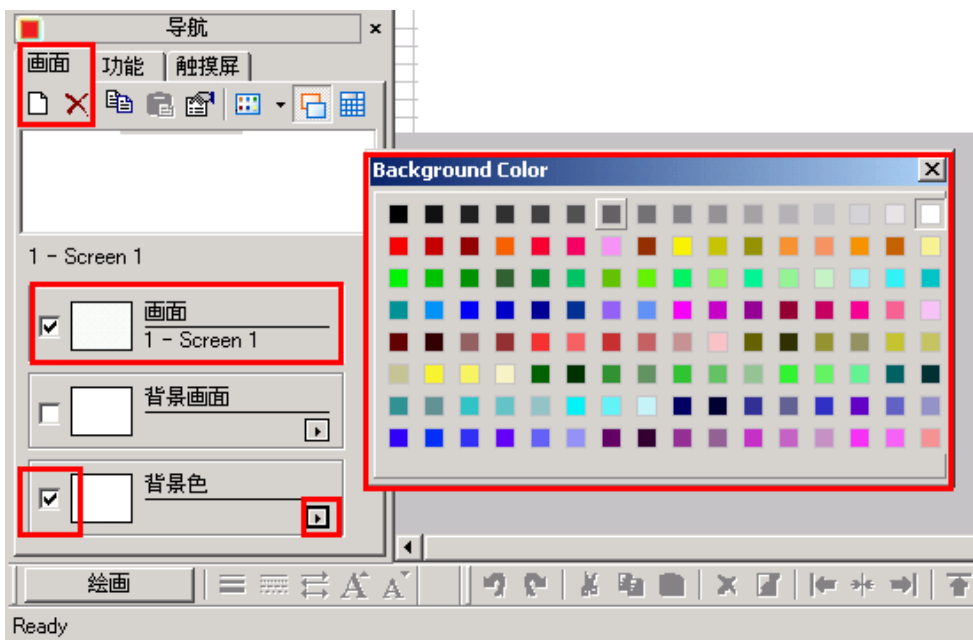 导航
画面 功能 触摸屏
Background Color
1 - Screen 1
画面
1 - Screen 1
背景画面
背景色
绘画
Ready